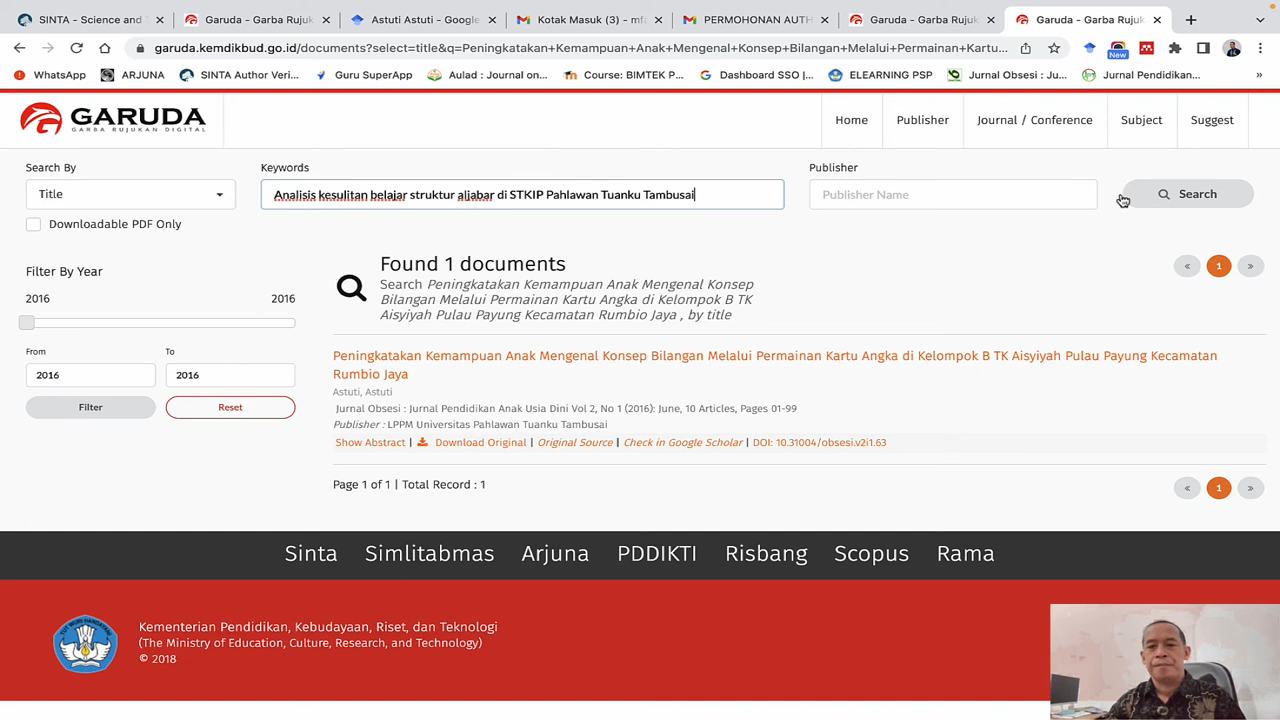 SINTA - Science and T
Garuda - Garba Rujuk
Astuti Astuti - Google
Kotak Masuk (3) - mf
PERMOHONAN AUTH
Garuda - Garba Rujuk
Garuda - Garba Rujuk
garuda.kemdikbud.go.id/documents?select=title&q=Peningkatakan+Kemampuan+Anak+Mengenal+Konsep+Bilangan+Melalui+Permainan+Kartu...
New
WhatsApp
ARJUNA
SINTA Author Veri...
Guru SuperApp
Aulad : Journal on...
Course: BIMTEK P...
Dashboard SSO |...
ELEARNING PSP
Jurnal Obsesi : Ju...
Jurnal Pendidikan...
»
GARUDA
GARBA RUJUKAN DIGITAL
Home
Publisher
Journal / Conference
Subject
Suggest
Search By
Keywords
Publisher
Title
Analisis kesulitan belajar struktur aljabar di STKIP Pahlawan Tuanku Tambusai
Publisher Name
Search
Downloadable PDF Only
Filter By Year
2016
2016
From
To
2016
2016
Filter
Reset
Found 1 documents
Search Peningkatakan Kemampuan Anak Mengenal Konsep
Bilangan Melalui Permainan Kartu Angka di Kelompok B TK
Aisyiyah Pulau Payung Kecamatan Rumbio Jaya , by title
« 1 »
Peningkatakan Kemampuan Anak Mengenal Konsep Bilangan Melalui Permainan Kartu Angka di Kelompok B TK Aisyiyah Pulau Payung Kecamatan
Rumbio Jaya
Astuti, Astuti
Jurnal Obsesi : Jurnal Pendidikan Anak Usia Dini Vol 2, No 1 (2016): June, 10 Articles, Pages 01-99
Publisher : LPPM Universitas Pahlawan Tuanku Tambusai
Show Abstract | Download Original | Original Source | Check in Google Scholar | DOI: 10.31004/obsesi.v2i1.63
Page 1 of 1 | Total Record : 1
« 1 »
Sinta Simlitabmas Arjuna PDDIKTI Risbang Scopus Rama
Kementerian Pendidikan, Kebudayaan, Riset, dan Teknologi
(The Ministry of Education, Culture, Research, and Technology)
© 2018